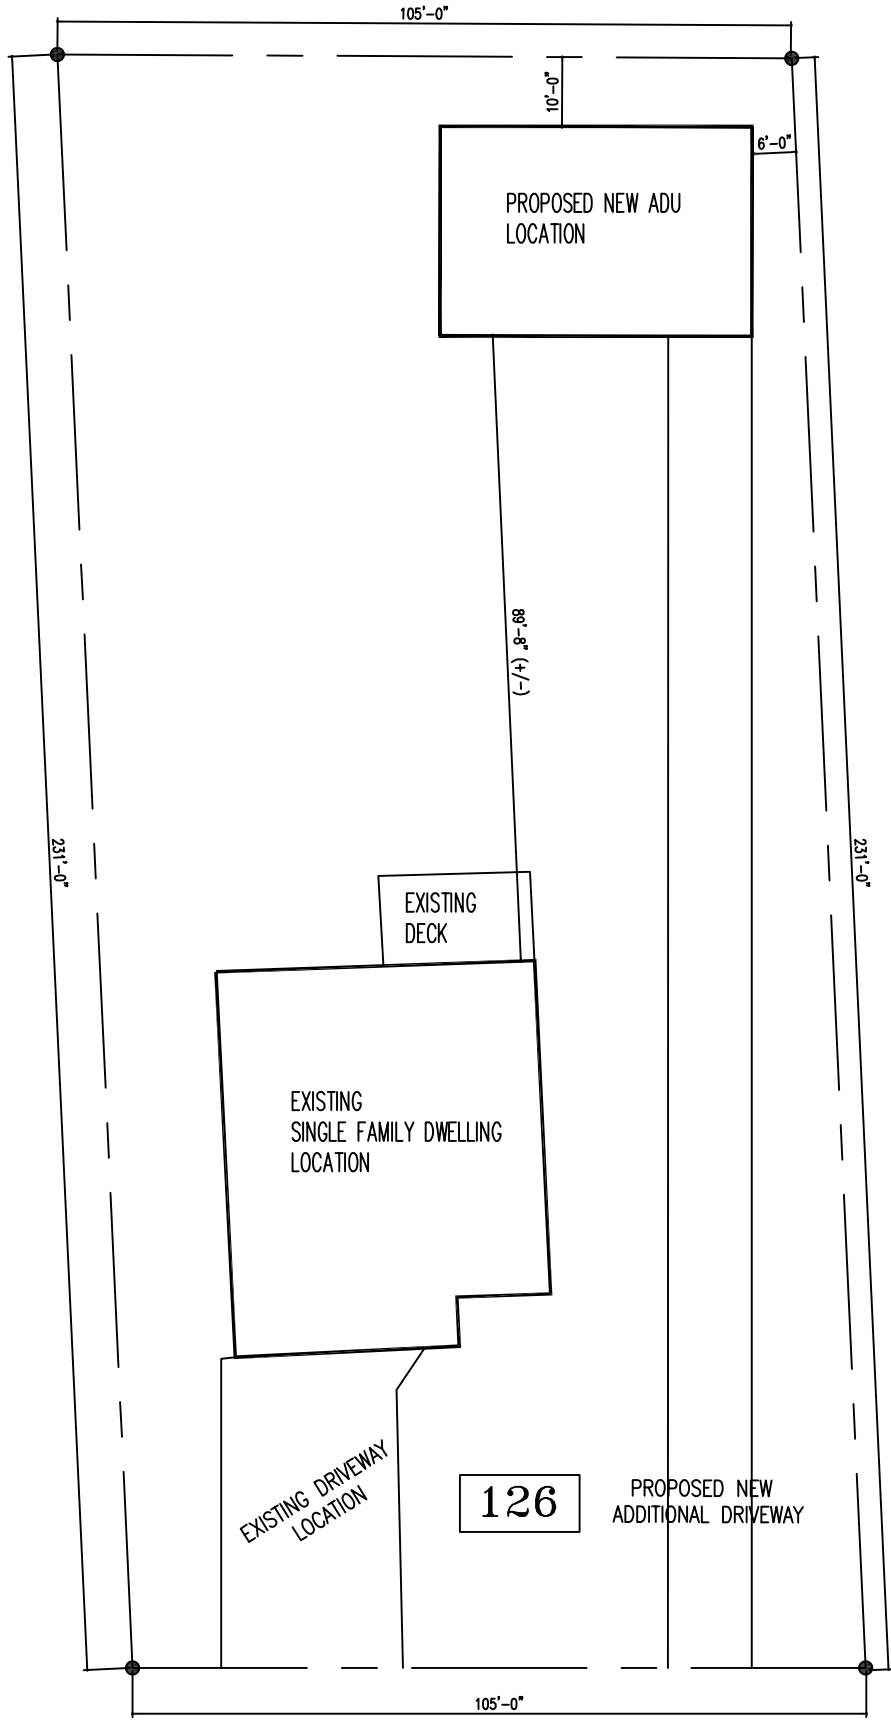 105'-0"
10'-0"
6'-0"
PROPOSED NEW ADU
LOCATION
89'-8" (+/-)
231'-0"
231'-0"
EXISTING
DECK
EXISTING
SINGLE FAMILY DWELLING
LOCATION
EXISTING DRIVEWAY
LOCATION
126
PROPOSED NEW
ADDITIONAL DRIVEWAY
105'-0"